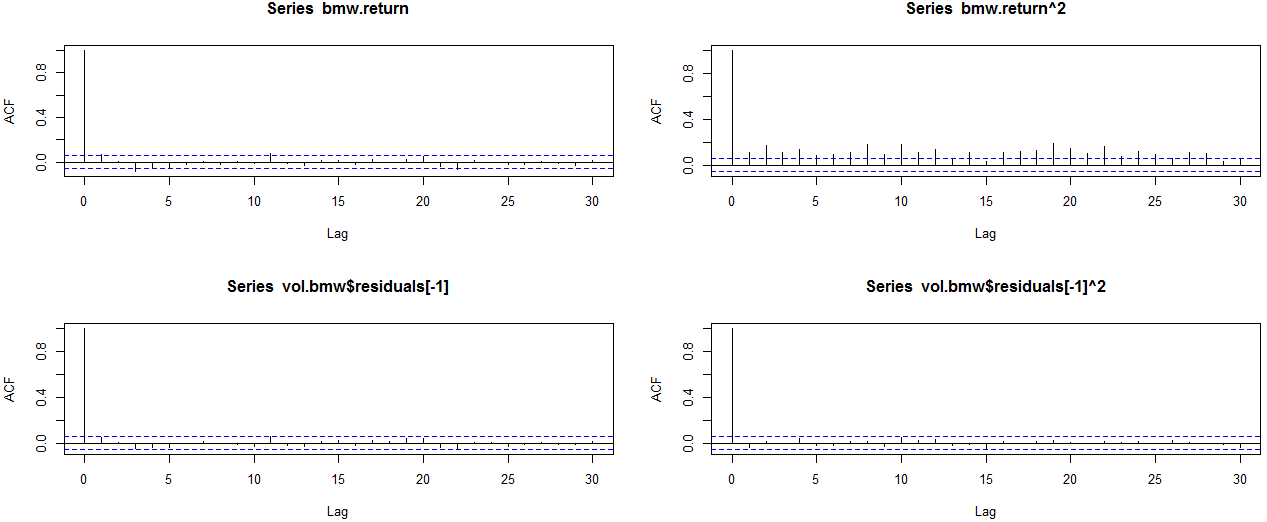 Series bmw.return
ACF
0.0 0.4 0.8
0 5 10 15 20 25 30
Lag
Series bmw.return^2
ACF
0.0 0.4 0.8
0 5 10 15 20 25 30
Lag
Series vol.bmw$residuals[-1]
ACF
0.0 0.4 0.8
0 5 10 15 20 25 30
Lag
Series vol.bmw$residuals[-1]^2
ACF
0.0 0.4 0.8
0 5 10 15 20 25 30
Lag